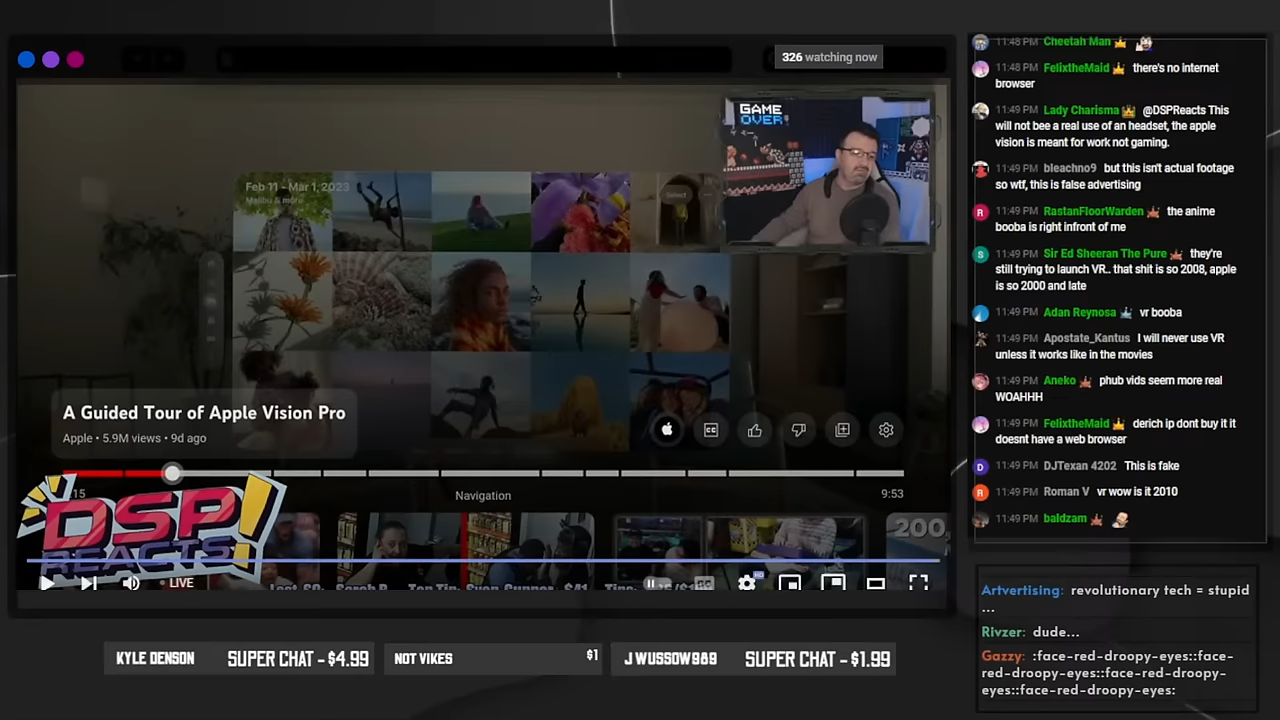 326 watching now
GAME
OVER!
Feb 11 - Mar 1, 2023
Malibu & more
Select
A Guided Tour of Apple Vision Pro
Apple • 5.9M views • 9d ago
CC
:15
Navigation
9:53
DSP!
REACTS
200,
LIVE
HD
KYLE DENSON SUPER CHAT - $4.99
NOT VIKES $1
J WUSSOW989 SUPER CHAT - $1.99
11:48 PM Cheetah Man
11:48 PM FelixtheMaid there's no internet
browser
11:49 PM Lady Charisma @DSPReacts This
will not bee a real use of an headset, the apple
vision is meant for work not gaming.
11:49 PM bleachno9 but this isn't actual footage
so wtf, this is false advertising
R 11:49 PM RastanFloorWarden the anime
booba is right infront of me
S 11:49 PM Sir Ed Sheeran The Pure they're
still trying to launch VR.. that shit is so 2008, apple
is so 2000 and late
11:49 PM Adan Reynosa vr booba
11:49 PM Apostate_Kantus I will never use VR
unless it works like in the movies
11:49 PM Aneko phub vids seem more real
WOAHHH
11:49 PM FelixtheMaid derich ip dont buy it it
doesnt have a web browser
D 11:49 PM DJTexan 4202 This is fake
R 11:49 PM Roman V vr wow is it 2010
11:49 PM baldzam
Artvertising: revolutionary tech = stupid
...
Rivzer: dude...
Gazzy: :face-red-droopy-eyes::face-
red-droopy-eyes::face-red-droopy-
eyes::face-red-droopy-eyes: